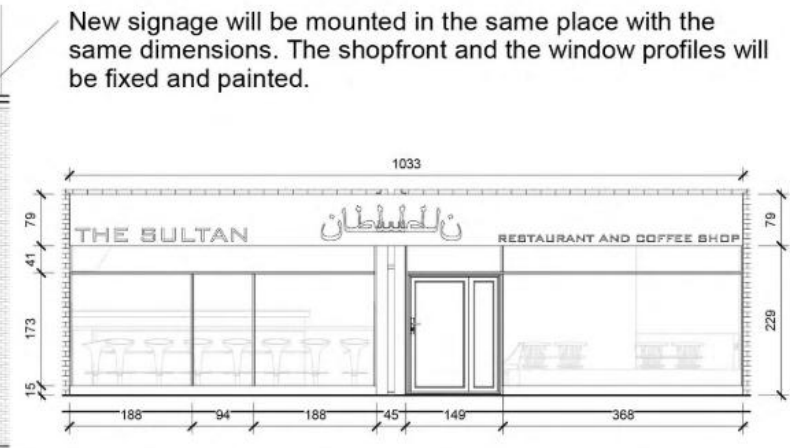 New signage will be mounted in the same place with the
same dimensions. The shopfront and the window profiles will
be fixed and painted.
1033
79
79
THE SULTAN
RESTAURANT AND COFFEE SHOP
41
173
229
15
188 94 188 45 149 368